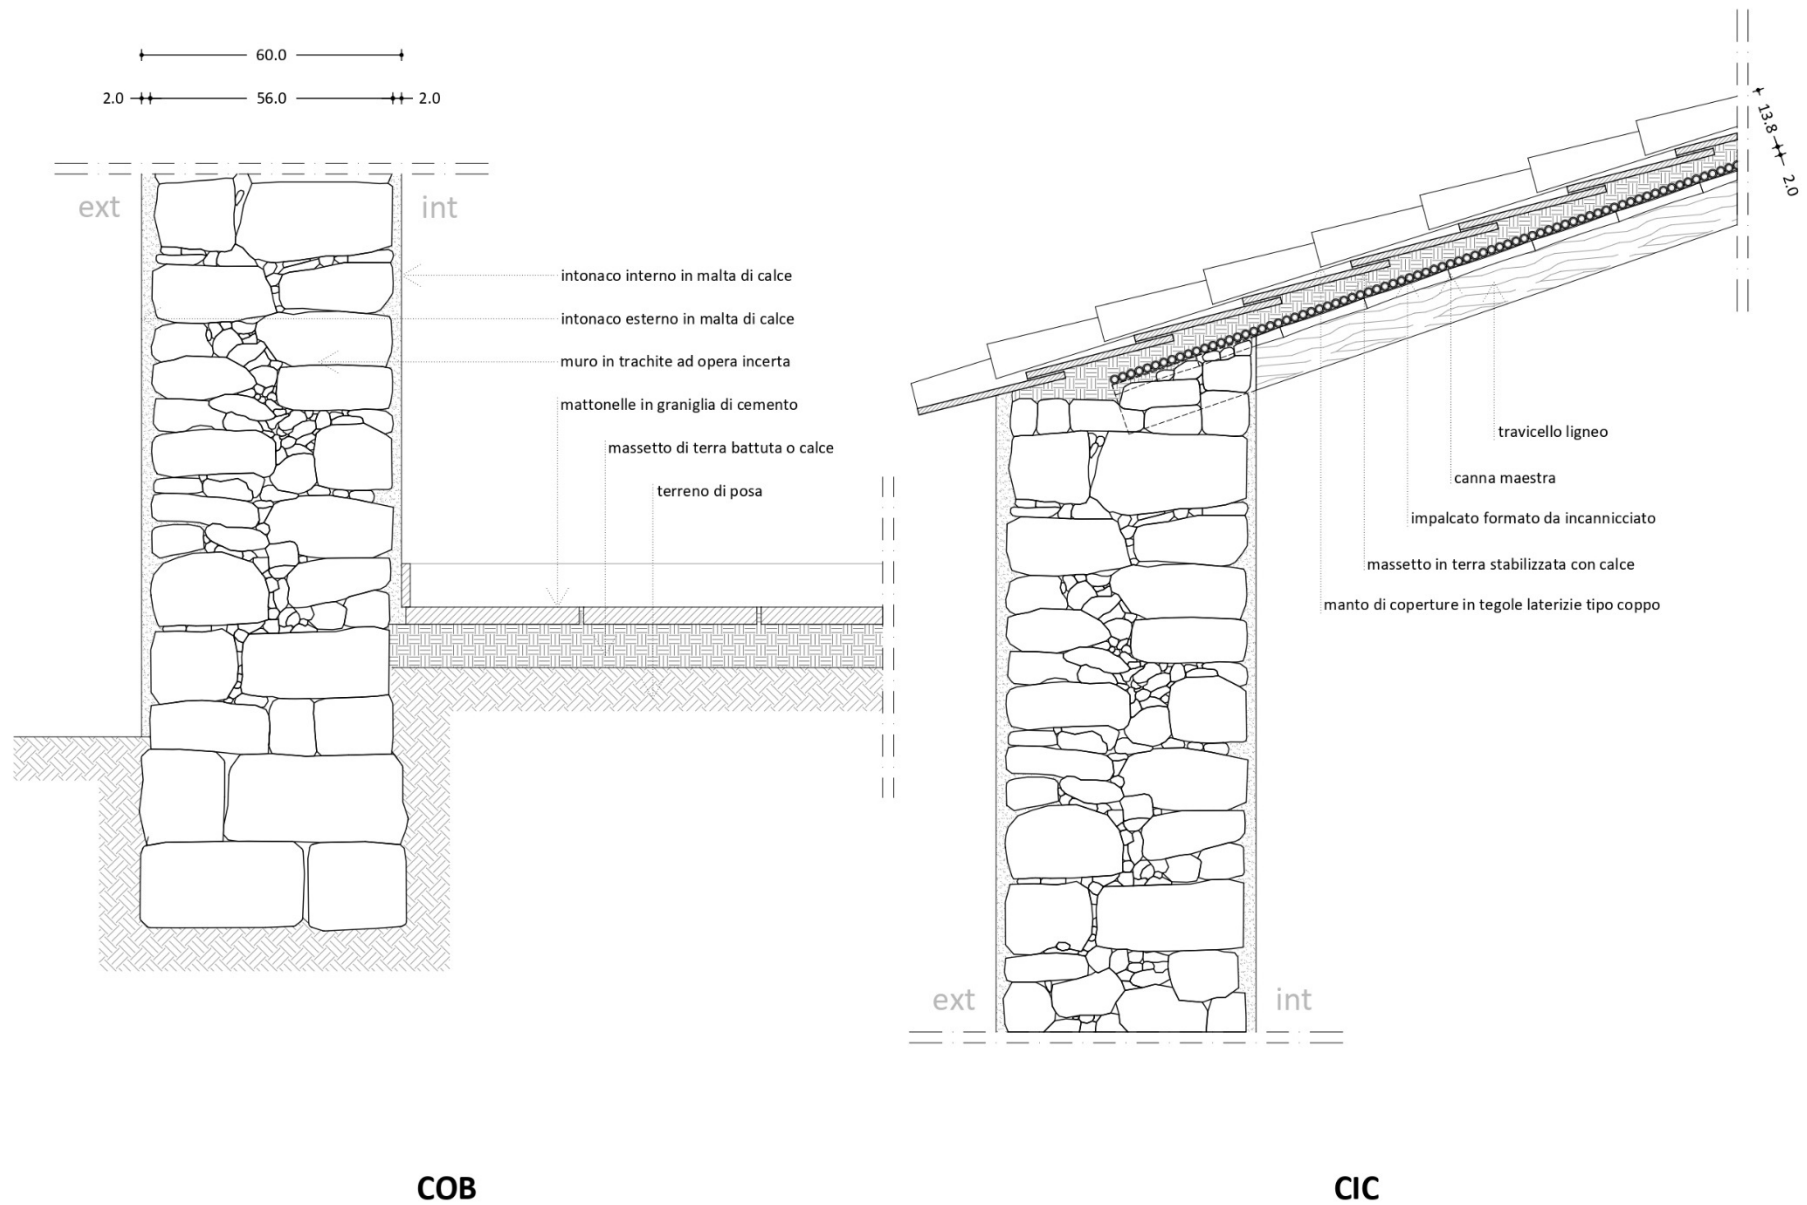 60.0
2.0 56.0 2.0
ext int
intonaco interno in malta di calce
intonaco esterno in malta di calce
muro in trachite ad opera incerta
mattonelle in graniglia di cemento
massetto di terra battuta o calce
terreno di posa
COB
13.8
2.0
travicello ligneo
canna maestra
impalcato formato da incannicciato
massetto in terra stabilizzata con calce
manto di coperture in tegole laterizie tipo coppo
ext int
CIC